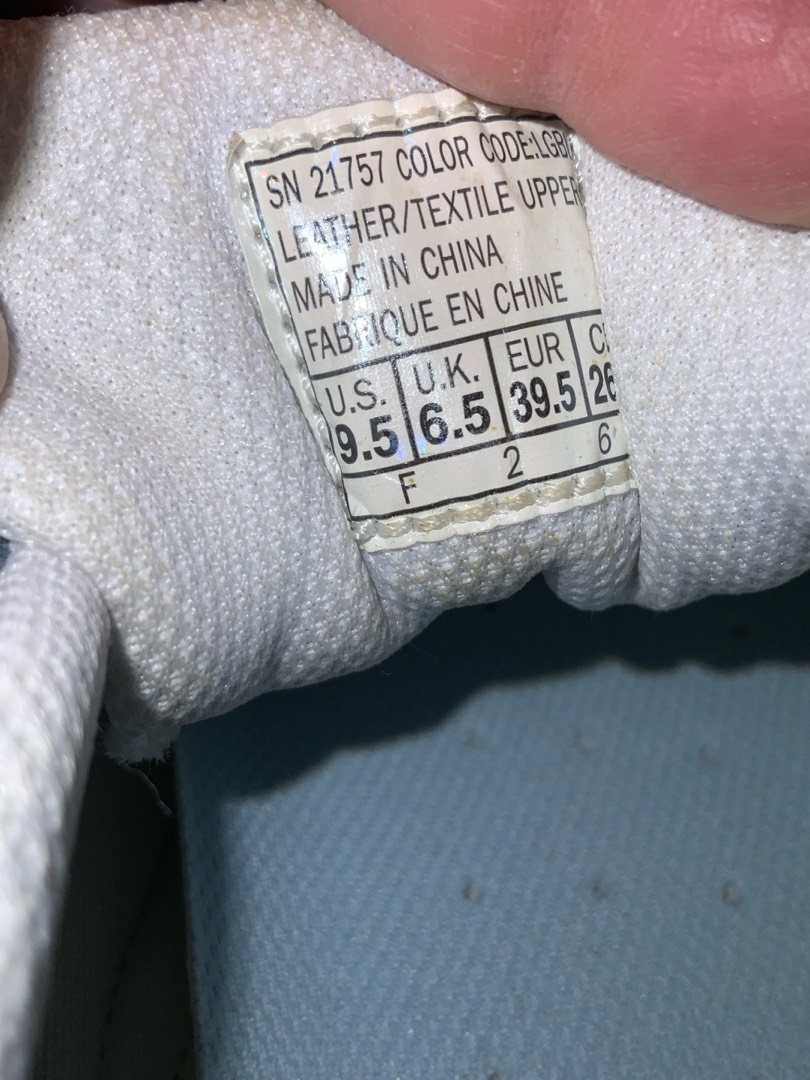 SN 21757 COLOR CODE:LGB
LEATHER/TEXTILE UPPER
MADE IN CHINA
FABRIQUE EN CHINE
U.S. U.K. EUR
9.5 6.5 39.5 26
F 2 6